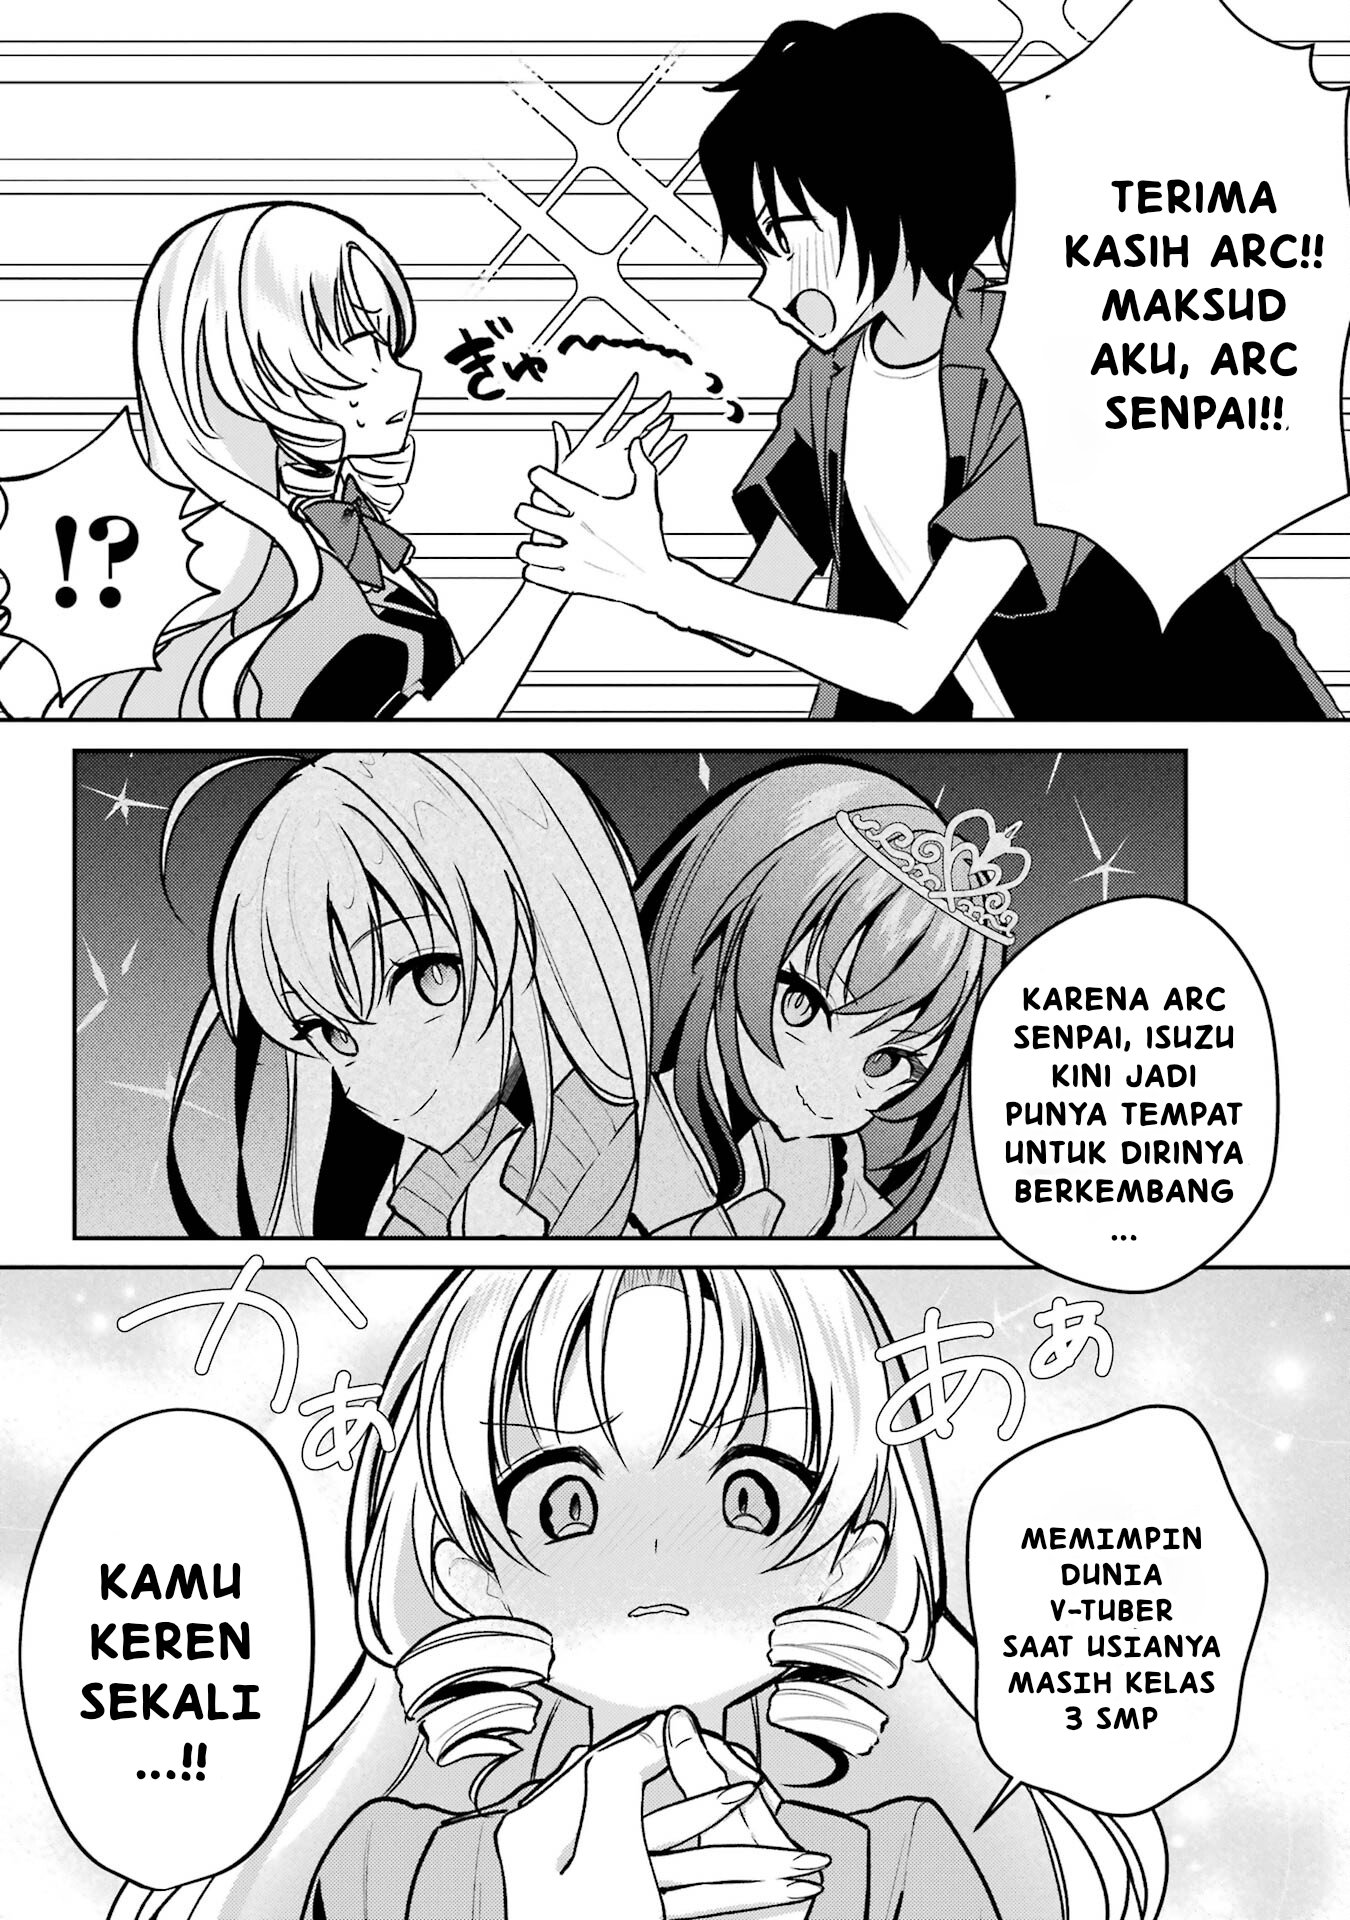 TERIMA
KASIH ARC!!
MAKSUD
AKU, ARC
SENPAI!!
ぎゅ
!?
KARENA ARC
SENPAI, ISUZU
KINI JADI
PUNYA TEMPAT
UNTUK DIRINYA
BERKEMBANG
...
かぁ
ああ
MEMIMPIN
DUNIA
V-TUBER
SAAT USIANYA
MASIH KELAS
3 SMP
KAMU
KEREN
SEKALI
...!!